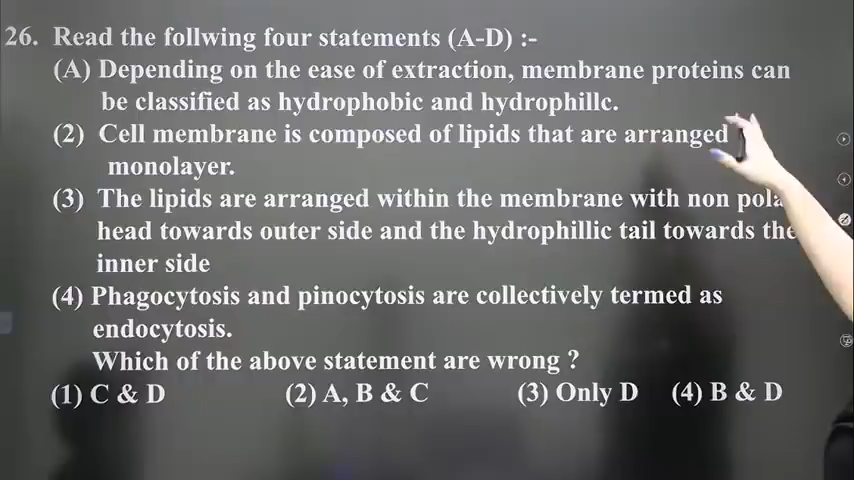 26. Read the follwing four statements (A-D) :-
(A) Depending on the ease of extraction, membrane proteins can
be classified as hydrophobic and hydrophillc.
(2) Cell membrane is composed of lipids that are arranged
monolayer.
(3) The lipids are arranged within the membrane with non
head towards outer side and the hydrophillic tail towards the
inner side
(4) Phagocytosis and pinocytosis are collectively termed as
endocytosis.
Which of the above statement are wrong ?
(1) C & D (2) A, B & C (3) Only D (4) B & D